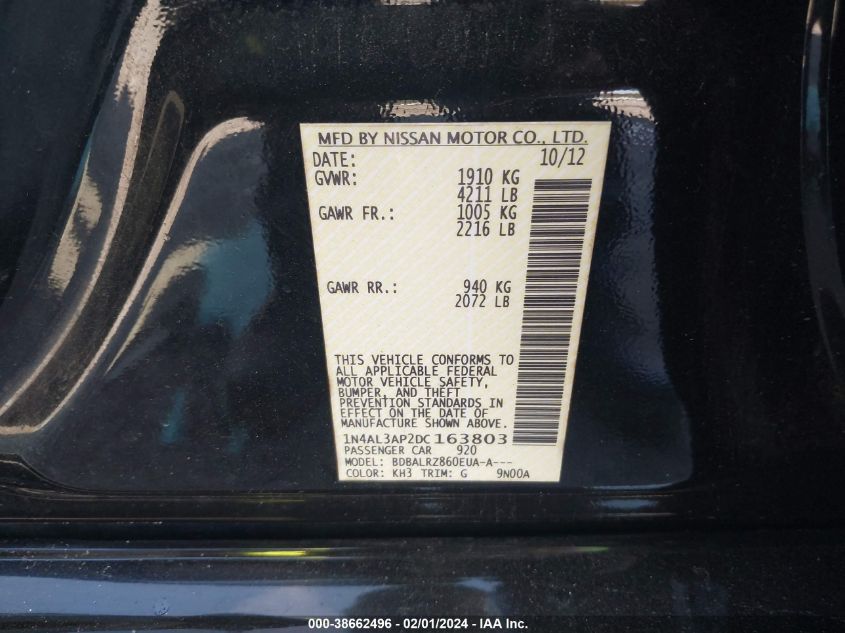 MFD BY NISSAN MOTOR CO., LTD.
DATE: 10/12
GVWR: 1910 KG
4211 LB
GAWR FR.: 1005 KG
2216 LB
GAWR RR.: 940 KG
2072 LB
THIS VEHICLE CONFORMS TO
ALL APPLICABLE FEDERAL
MOTOR VEHICLE SAFETY,
BUMPER, AND THEFT
PREVENTION STANDARDS IN
EFFECT ON THE DATE OF
MANUFACTURE SHOWN ABOVE.
1N4AL3AP2DC163803
PASSENGER CAR 920
MODEL: BDBALRZ860EUA-A---
COLOR: KH3 TRIM: G 9N00A
000-38662496 - 02/01/2024 - IAA Inc.